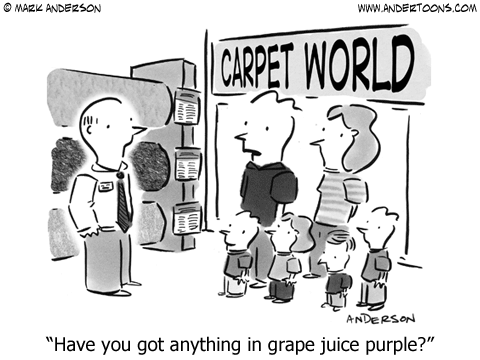 © MARK ANDERSON
WWW.ANDERTOONS.COM
CARPET WORLD
ANDERSON
“Have you got anything in grape juice purple?”